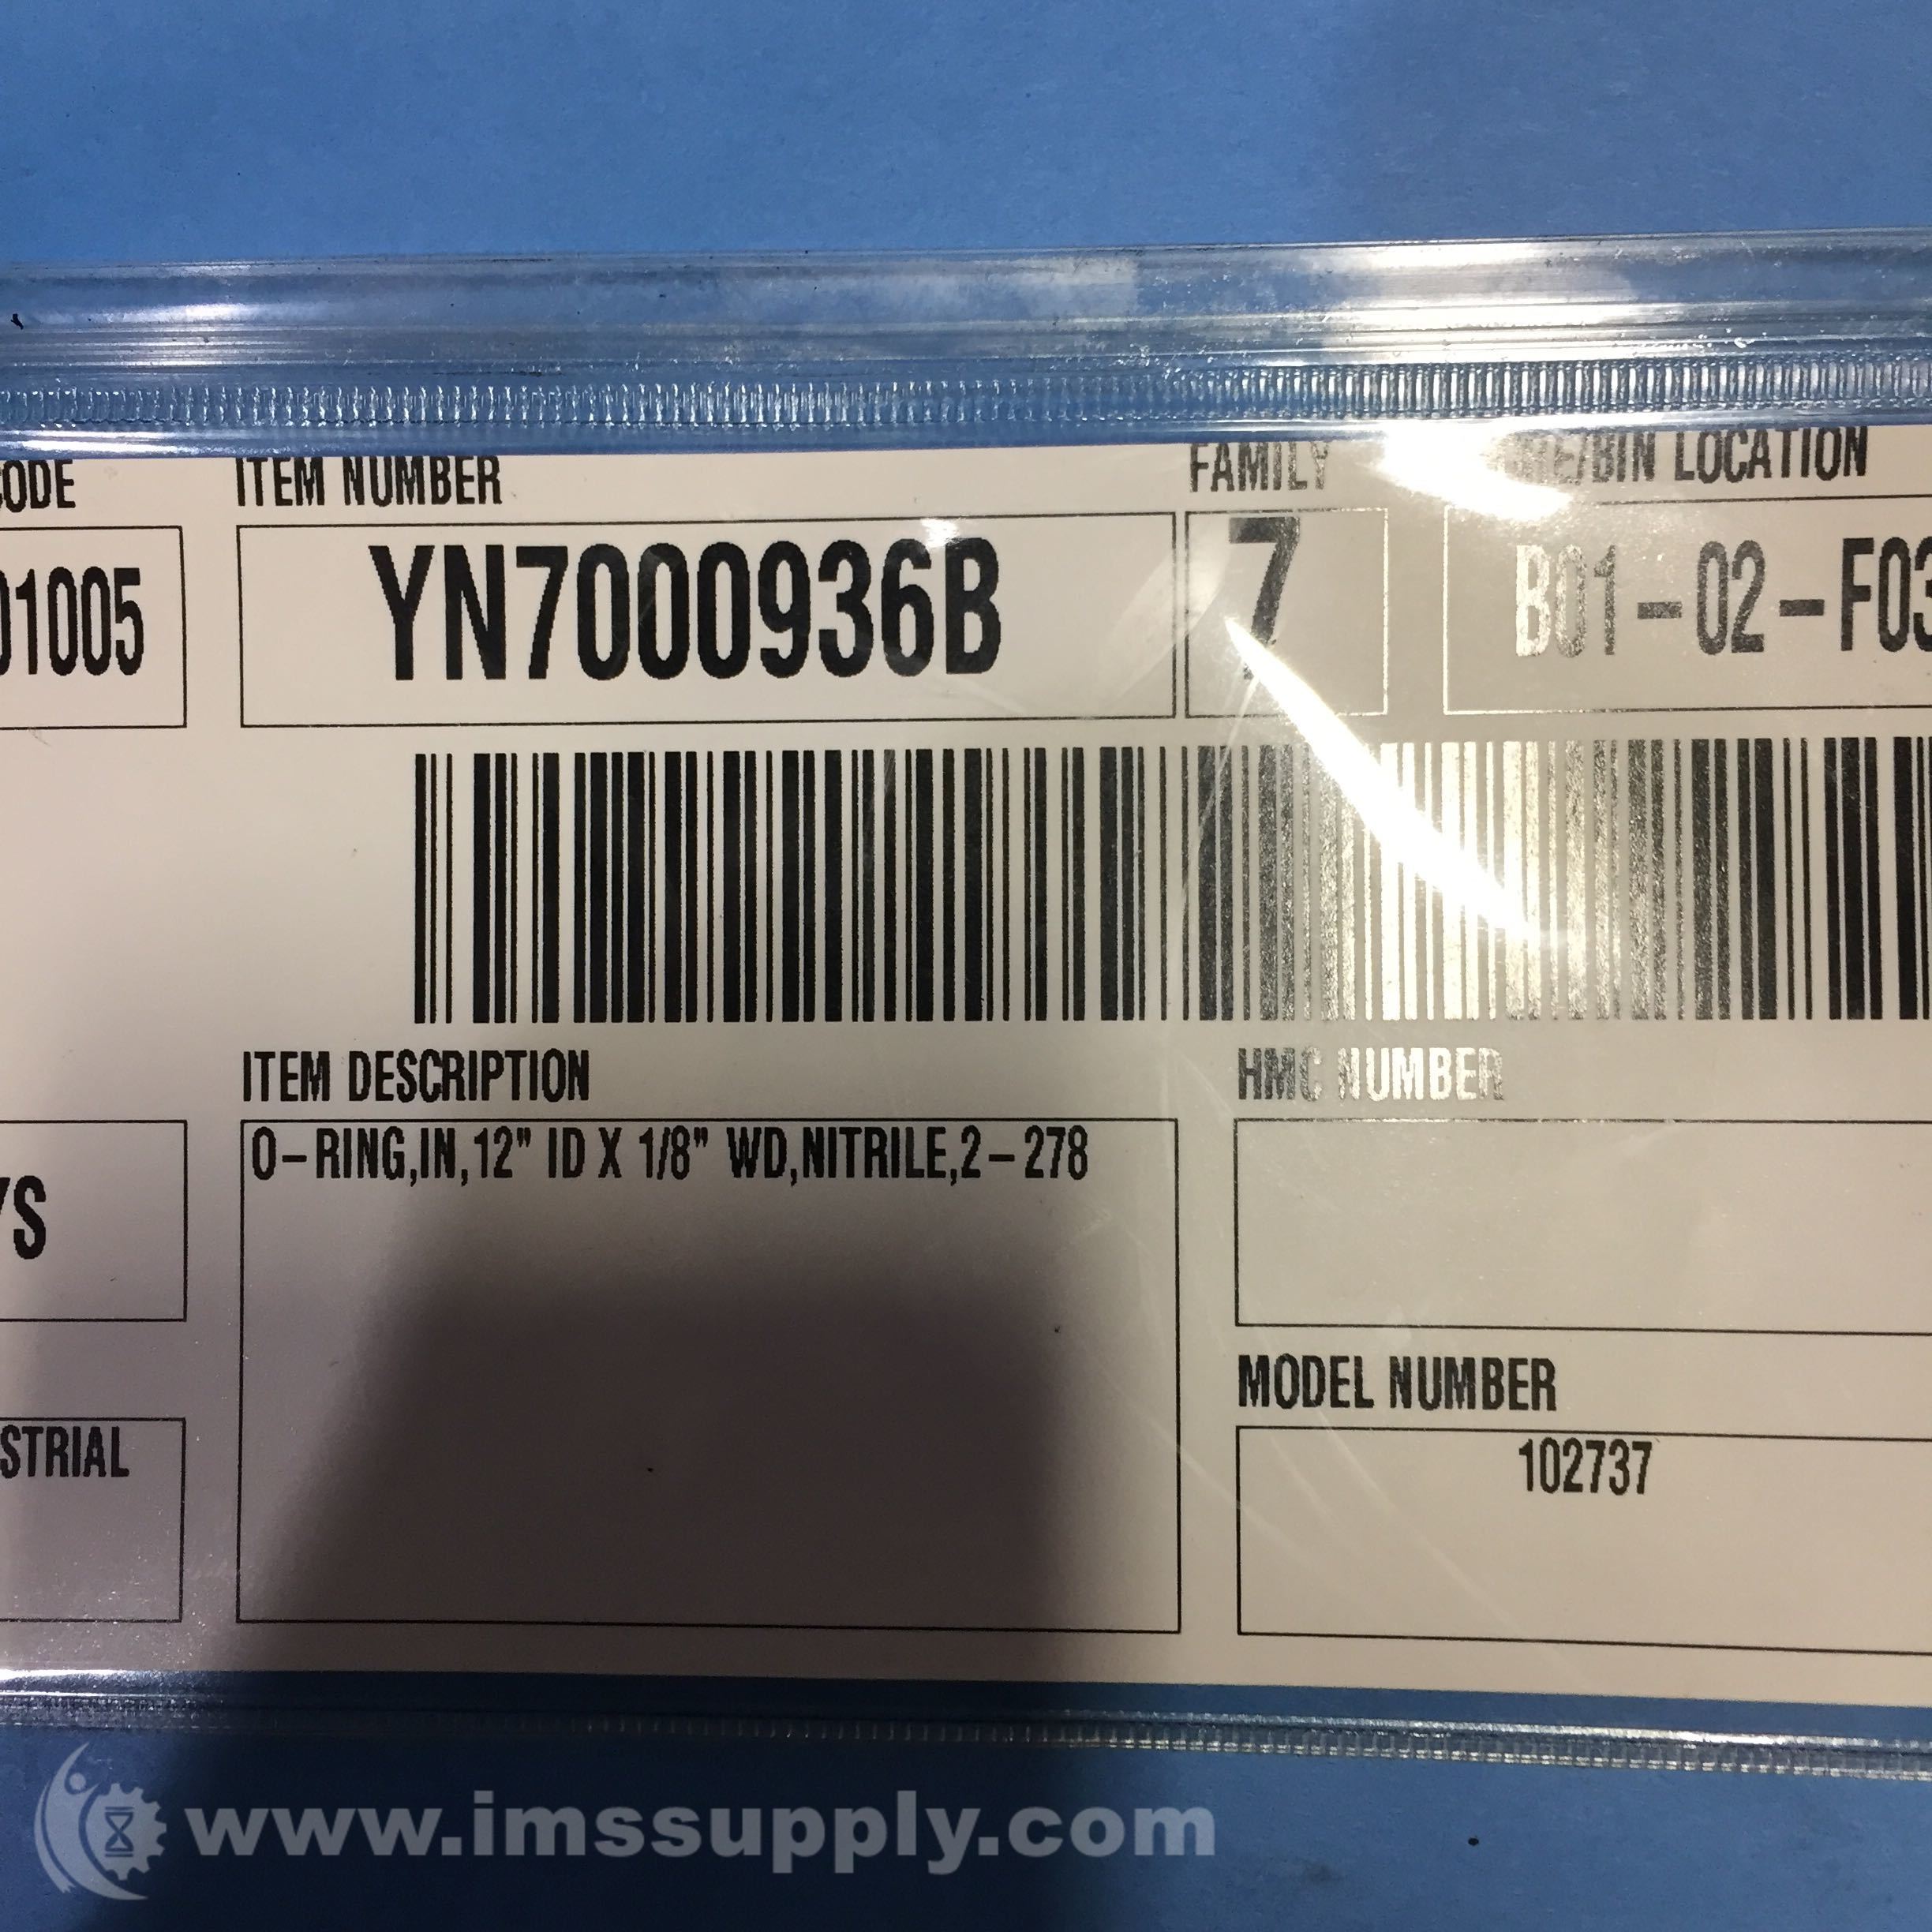 CODE ITEM NUMBER FAMILY BIN LOCATION
01005 YN7000936B 7 B01-02-F03
ITEM DESCRIPTION HMC NUMBER
O-RING,IN,12" ID X 1/8" WD,NITRILE,2-278
YS
MODEL NUMBER
STRIAL 102737
www.imssupply.com